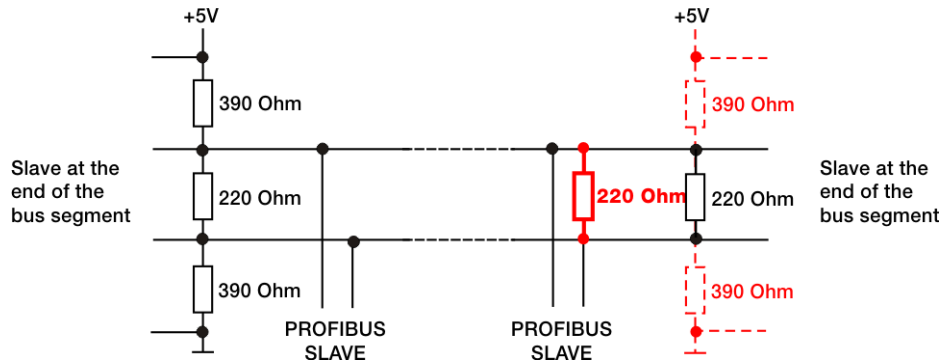 +5V
+5V
390 Ohm
390 Ohm
Slave at the
end of the
bus segment
220 Ohm
220 Ohm
220 Ohm
Slave at the
end of the
bus segment
390 Ohm
390 Ohm
PROFIBUS
SLAVE
PROFIBUS
SLAVE